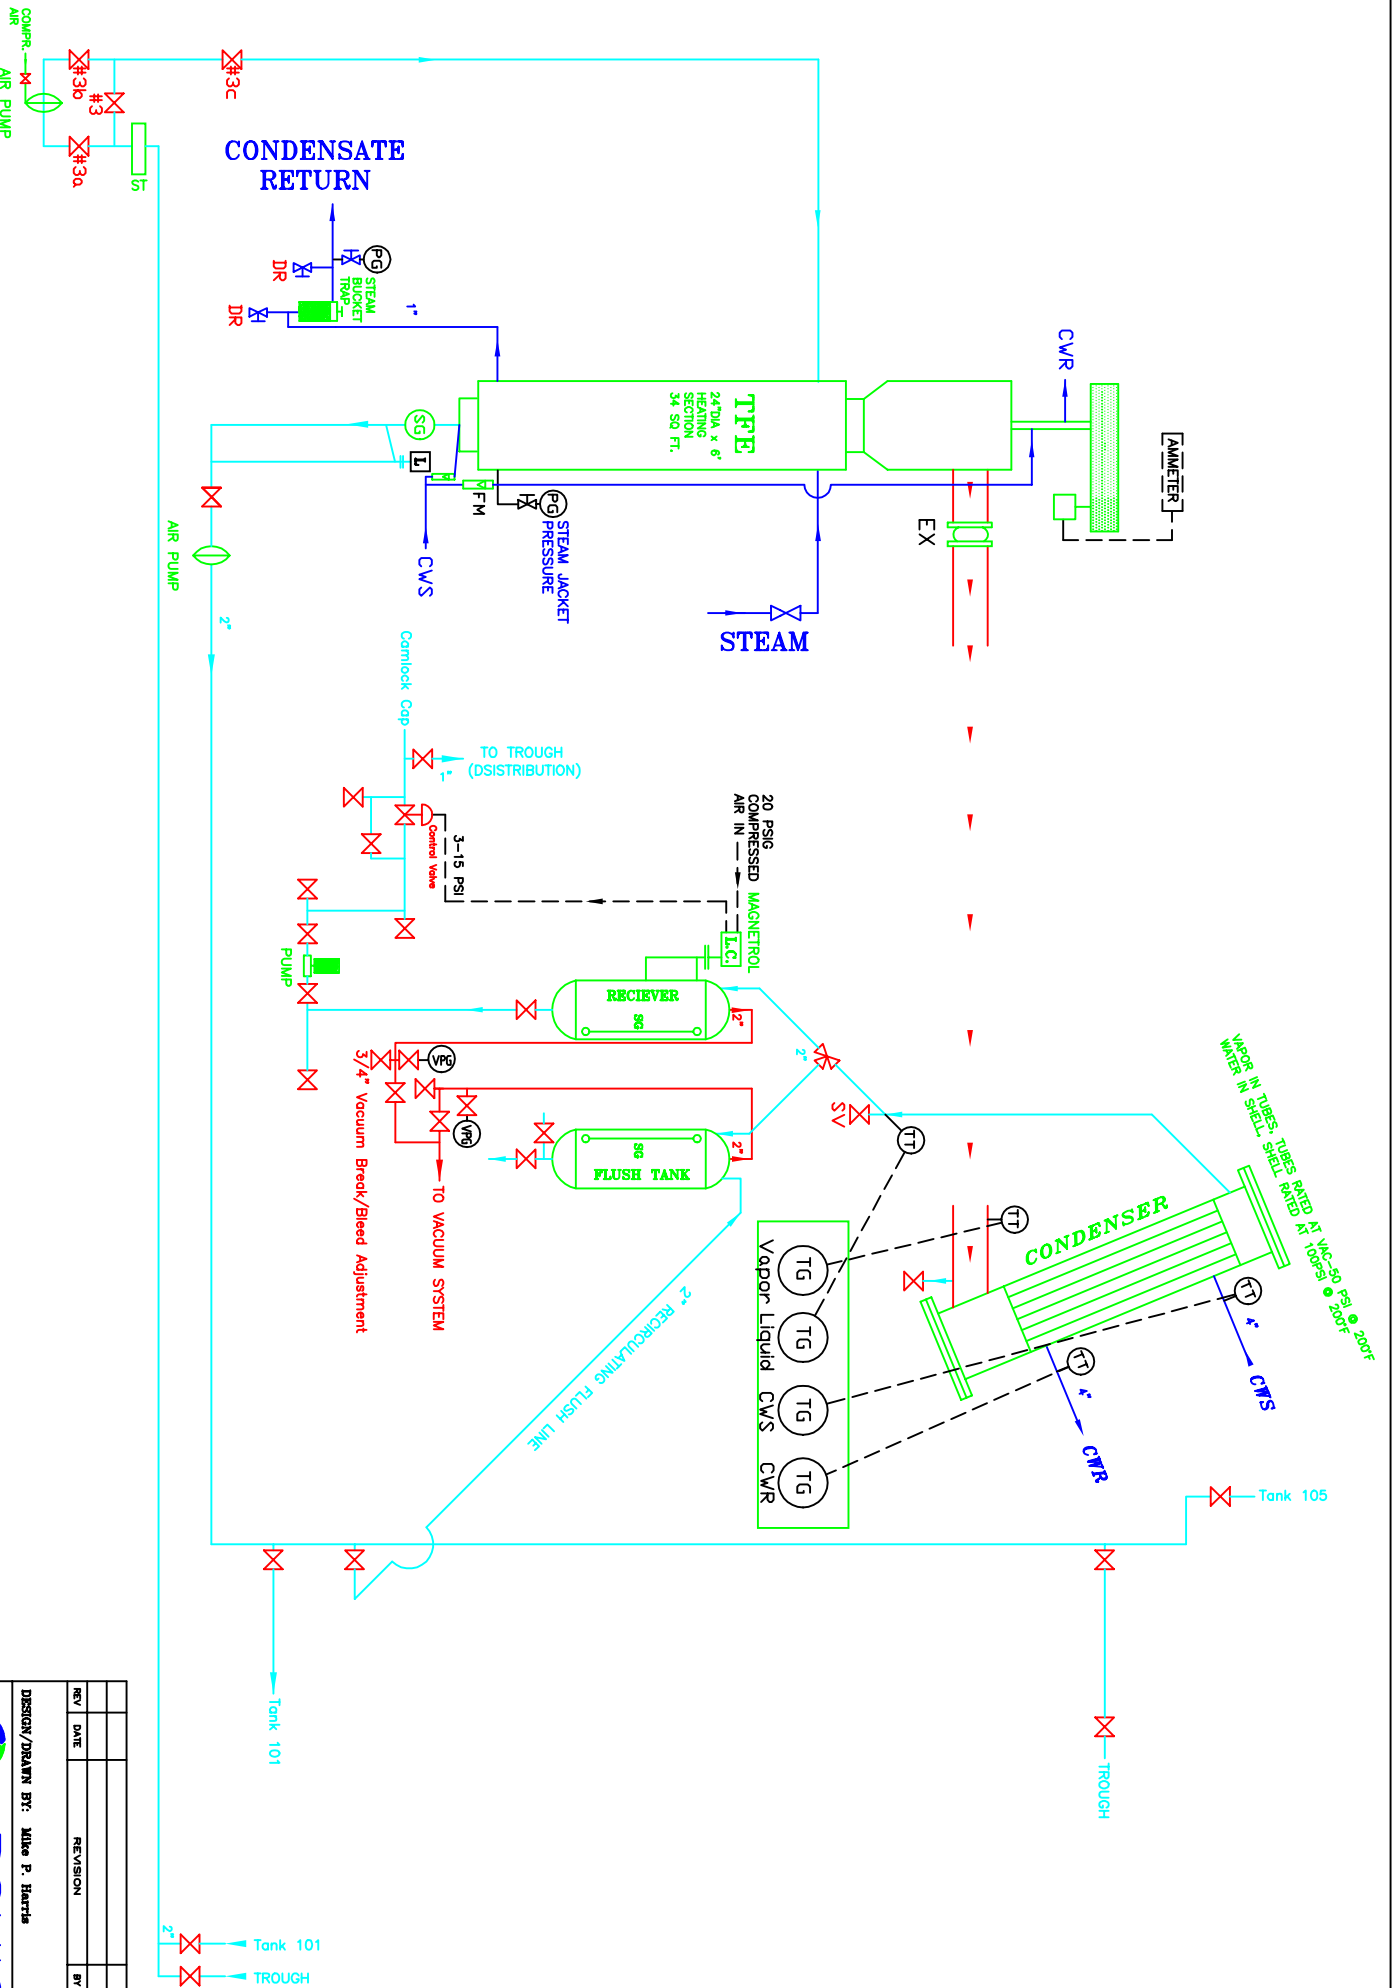 COMPR.
AIR
AIR PUMP
#3b
#3
#3a
#3c
ST
CONDENSATE
RETURN
PG
DR
DR
STEAM
BUCKET
TRAP
1"
TFE
24"DIA x 6'
HEATING
SECTION
34 SQ FT.
CWR
AMMETER
SG
L
FM
PG
STEAM JACKET
PRESSURE
CWS
EX
STEAM
AIR PUMP
2"
Camlock Cap
TO TROUGH
(DSISTRIBUTION)
1"
Control Valve
3-15 PSI
20 PSIG
COMPRESSED
AIR IN
MAGNETROL
L.C.
PUMP
RECIEVER
SG
2"
2"
VPG
VPG
3/4" Vacuum Break/Bleed Adjustment
TO VACUUM SYSTEM
SG
FLUSH TANK
2"
SV
TT
TT
TT
TT
VAPOR IN TUBES, TUBES RATED AT VAC-50 PSI @ 200°F
WATER IN SHELL, SHELL RATED AT 100PSI @ 200°F
CONDENSER
4"
CWS
4"
CWR
TG
TG
TG
TG
Vapor
Liquid
CWS
CWR
2" RECIRCULATING FLUSH LINE
Tank 105
Tank 101
TROUGH
2"
Tank 101
TROUGH
REV
DATE
REVISION
BY
DESIGN/DRAWN BY: Mike P. Harris